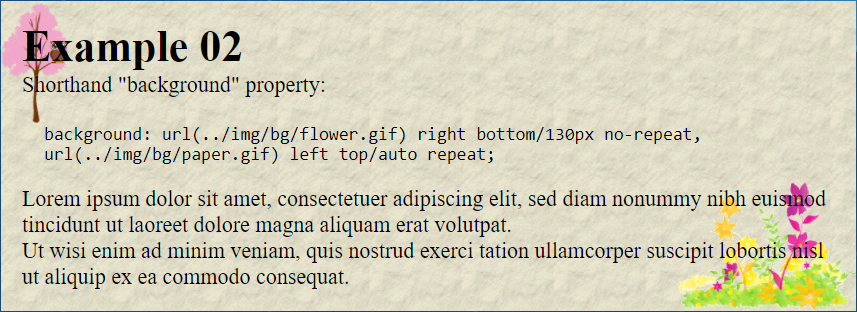 Example 02
Shorthand "background" property:
background: url(../img/bg/flower.gif) right bottom/130px no-repeat,
url(../img/bg/paper.gif) left top/auto repeat;
Lorem ipsum dolor sit amet, consectetuer adipiscing elit, sed diam nonummy nibh euismod
tincidunt ut laoreet dolore magna aliquam erat volutpat.
Ut wisi enim ad minim veniam, quis nostrud exerci tation ullamcorper suscipit lobortis nisl
ut aliquip ex ea commodo consequat.